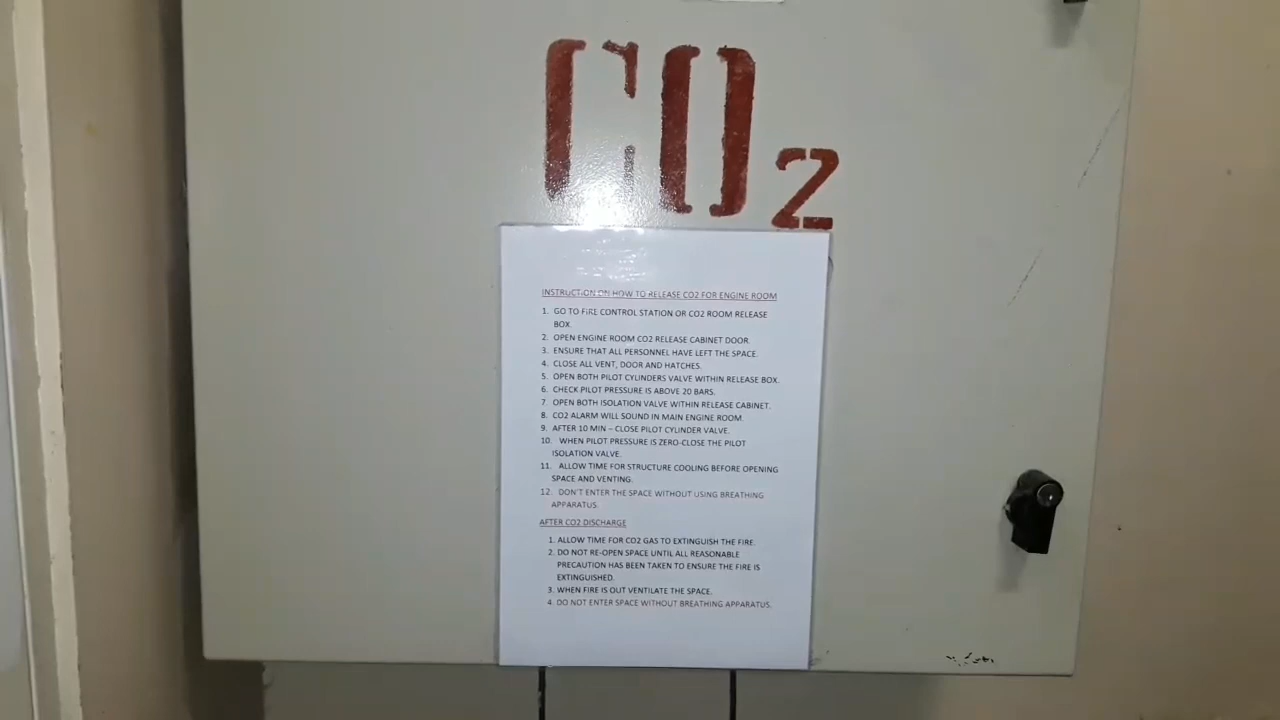 CO2
INSTRUCTION ON HOW TO RELEASE CO2 FOR ENGINE ROOM
1. GO TO FIRE CONTROL STATION OR CO2 ROOM RELEASE
BOX.
2. OPEN ENGINE ROOM CO2 RELEASE CABINET DOOR.
3. ENSURE THAT ALL PERSONNEL HAVE LEFT THE SPACE.
4. CLOSE ALL VENT, DOOR AND HATCHES.
5. OPEN BOTH PILOT CYLINDERS VALVE WITHIN RELEASE BOX.
6. CHECK PILOT PRESSURE IS ABOVE 20 BARS.
7. OPEN BOTH ISOLATION VALVE WITHIN RELEASE CABINET.
8. CO2 ALARM WILL SOUND IN MAIN ENGINE ROOM.
9. AFTER 10 MIN – CLOSE PILOT CYLINDER VALVE.
10. WHEN PILOT PRESSURE IS ZERO-CLOSE THE PILOT
ISOLATION VALVE.
11. ALLOW TIME FOR STRUCTURE COOLING BEFORE OPENING
SPACE AND VENTING.
12. DON'T ENTER THE SPACE WITHOUT USING BREATHING
APPARATUS.
AFTER CO2 DISCHARGE
1. ALLOW TIME FOR CO2 GAS TO EXTINGUISH THE FIRE.
2. DO NOT RE-OPEN SPACE UNTIL ALL REASONABLE
PRECAUTION HAS BEEN TAKEN TO ENSURE THE FIRE IS
EXTINGUISHED.
3. WHEN FIRE IS OUT VENTILATE THE SPACE.
4. DO NOT ENTER SPACE WITHOUT BREATHING APPARATUS.